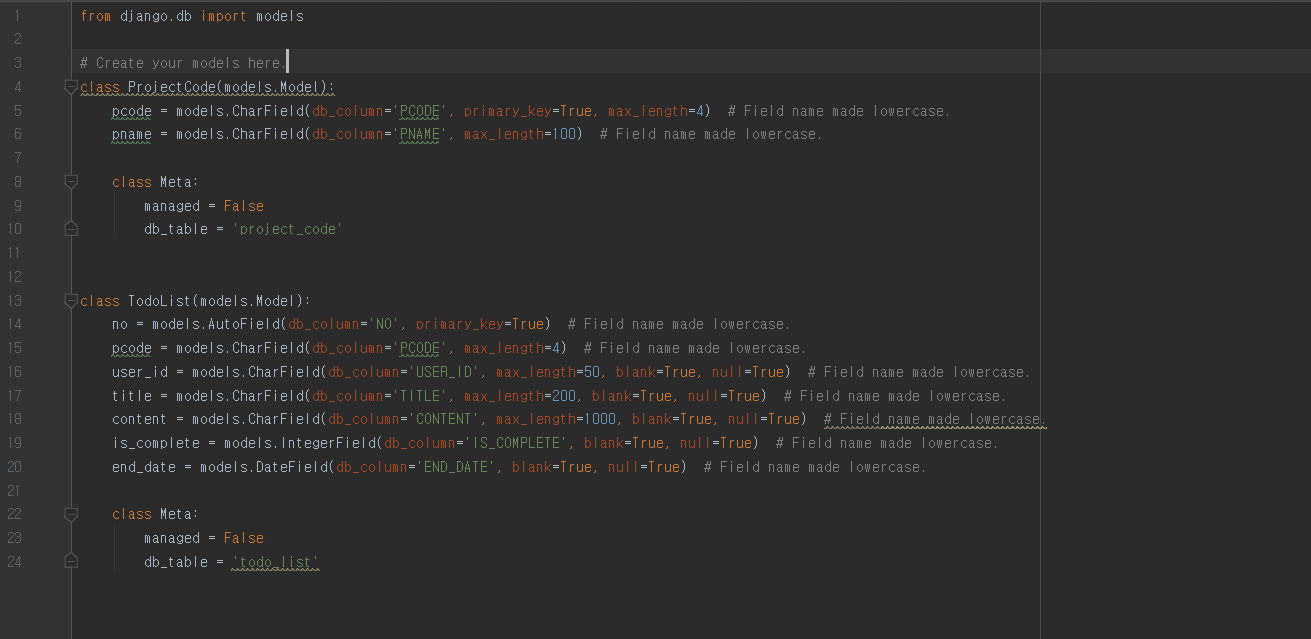 1 from django.db import models
2
3 # Create your models here.
4 class ProjectCode(models.Model):
5 pcode = models.CharField(db_column='PCODE', primary_key=True, max_length=4)  # Field name made lowercase.
6 pname = models.CharField(db_column='PNAME', max_length=100)  # Field name made lowercase.
7
8 class Meta:
9 managed = False
10 db_table = 'project_code'
11
12
13 class TodoList(models.Model):
14 no = models.AutoField(db_column='NO', primary_key=True)  # Field name made lowercase.
15 pcode = models.CharField(db_column='PCODE', max_length=4)  # Field name made lowercase.
16 user_id = models.CharField(db_column='USER_ID', max_length=50, blank=True, null=True)  # Field name made lowercase.
17 title = models.CharField(db_column='TITLE', max_length=200, blank=True, null=True)  # Field name made lowercase.
18 content = models.CharField(db_column='CONTENT', max_length=1000, blank=True, null=True)  # Field name made lowercase.
19 is_complete = models.IntegerField(db_column='IS_COMPLETE', blank=True, null=True)  # Field name made lowercase.
20 end_date = models.DateField(db_column='END_DATE', blank=True, null=True)  # Field name made lowercase.
21
22 class Meta:
23 managed = False
24 db_table = 'todo_list'